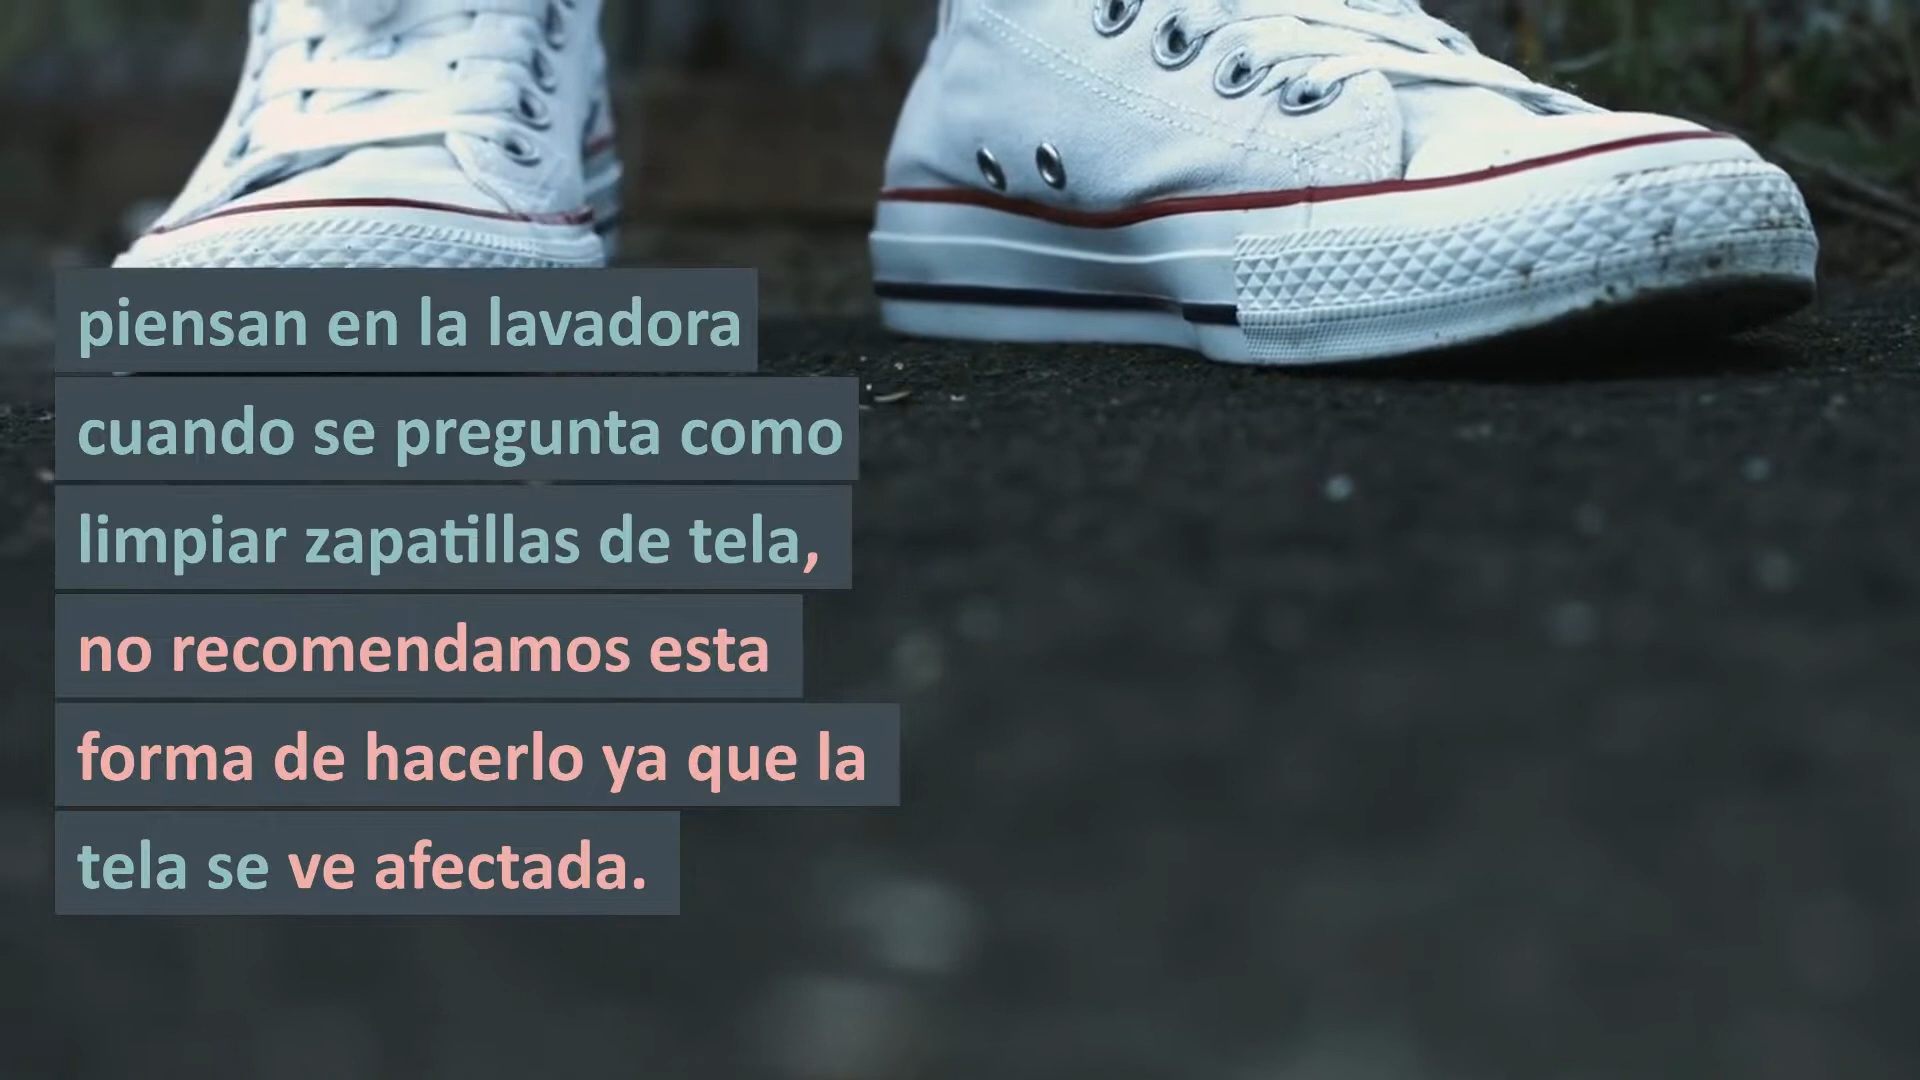 piensan en la lavadora
cuando se pregunta como
limpiar zapatillas de tela,
no recomendamos esta
forma de hacerlo ya que la
tela se ve afectada.